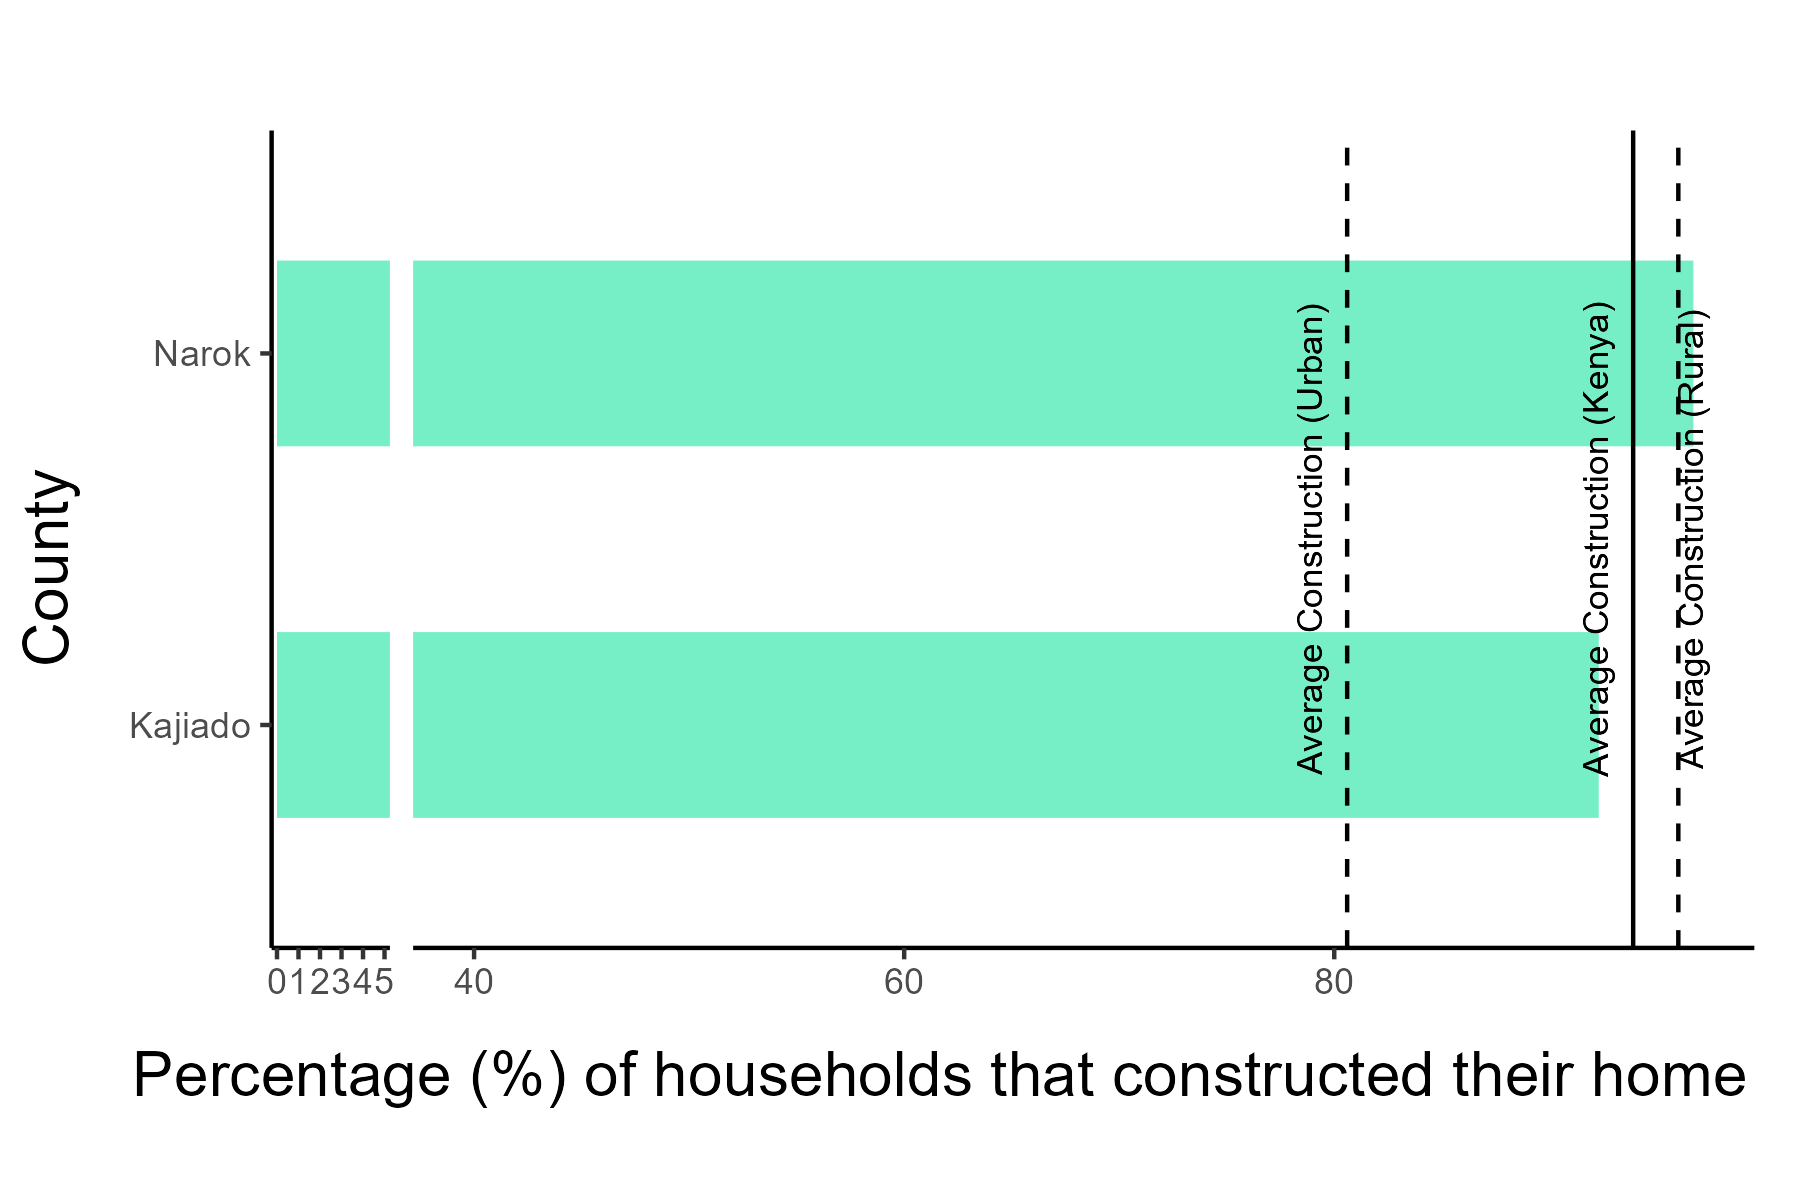 County
Narok
Kajiado
Average Construction (Urban)
Average Construction (Kenya)
Average Construction (Rural)
0 1 2 3 4 5 40 60 80
Percentage (%) of households that constructed their home